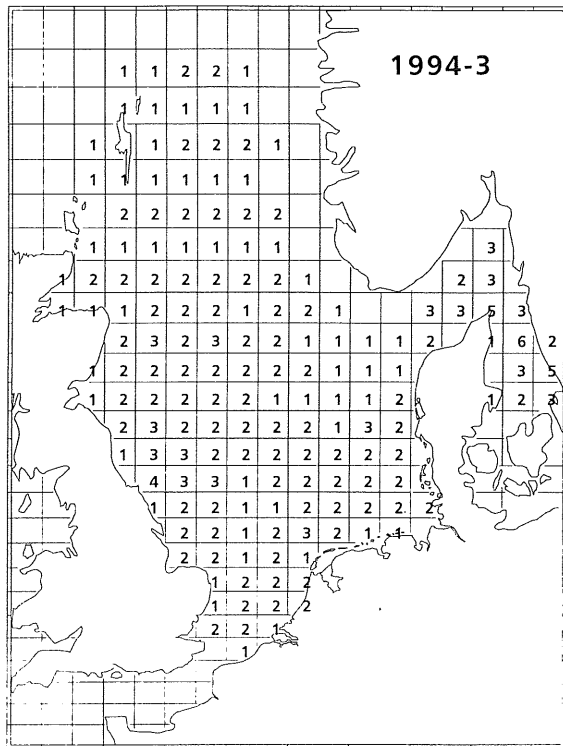 1994-3
1 1 2 2 1
1 1 1 1 1
1 1 2 2 2 1
1 1 1 1 1 1
2 2 2 2 2 2
1 1 1 1 1 1 1 3
1 2 2 2 2 2 2 2 1 2 3
1 1 1 2 2 2 1 2 2 1 3 3 5 3
2 3 2 3 2 2 1 1 1 1 2 1 6 2
1 2 2 2 2 2 2 2 1 1 1 3 5
1 2 2 2 2 2 1 1 1 1 2 1 2 3
2 3 2 2 2 2 2 1 3 2
1 3 3 2 2 2 2 2 2 2
4 3 3 1 2 2 2 2 2
1 2 2 1 1 2 2 2 2 2
2 2 1 2 3 2 1 1
2 2 1 2 1
1 2 2 2
1 2 2 2
2 2 1
1